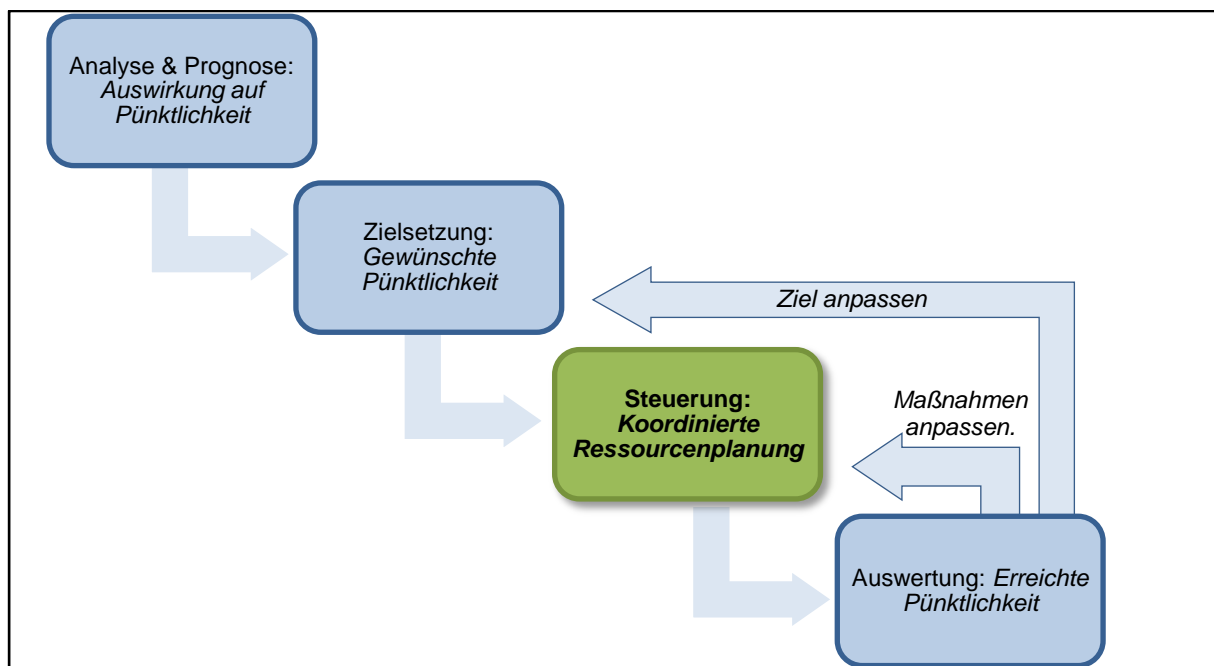 Analyse & Prognose:
Auswirkung auf
Pünktlichkeit
Zielsetzung:
Gewünschte
Pünktlichkeit
Ziel anpassen
Steuerung:
Koordinierte
Ressourcenplanung
Maßnahmen
anpassen.
Auswertung: Erreichte
Pünktlichkeit